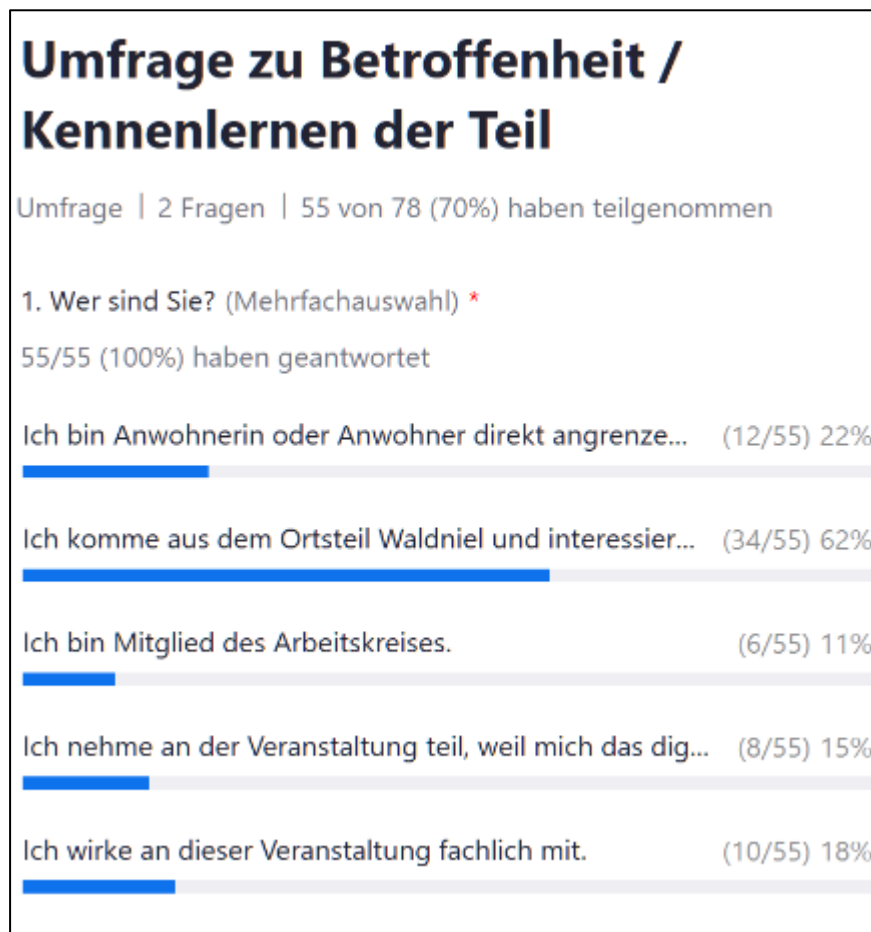 Umfrage zu Betroffenheit /
Kennenlernen der Teil
Umfrage | 2 Fragen | 55 von 78 (70%) haben teilgenommen
1. Wer sind Sie? (Mehrfachauswahl) *
55/55 (100%) haben geantwortet
Ich bin Anwohnerin oder Anwohner direkt angrenze... (12/55) 22%
Ich komme aus dem Ortsteil Waldniel und interessier... (34/55) 62%
Ich bin Mitglied des Arbeitskreises. (6/55) 11%
Ich nehme an der Veranstaltung teil, weil mich das dig... (8/55) 15%
Ich wirke an dieser Veranstaltung fachlich mit. (10/55) 18%